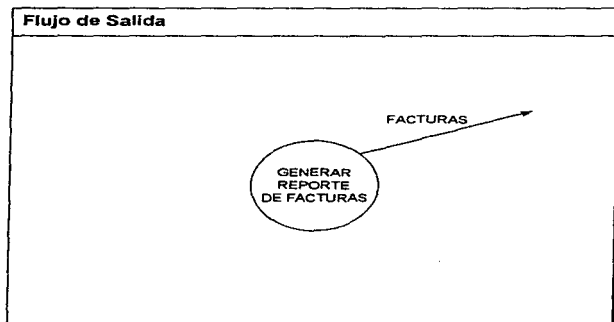 Flujo de Salida
FACTURAS
GENERAR
REPORTE
DE FACTURAS